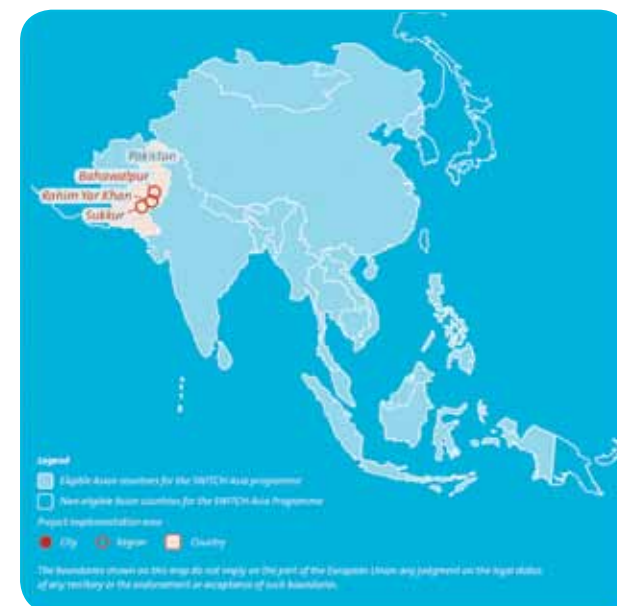 Pakistan
Bahawalpur
Rahim Yar Khan
Sukkur
Legend
Eligible Asian countries for the SWITCH-Asia programme
Non-eligible Asian countries for the SWITCH-Asia Programme
Project implementation area
City Region Country
The boundaries shown on this map do not imply on the part of the European Union any judgment on the legal status
of any territory or the endorsement or acceptance of such boundaries.